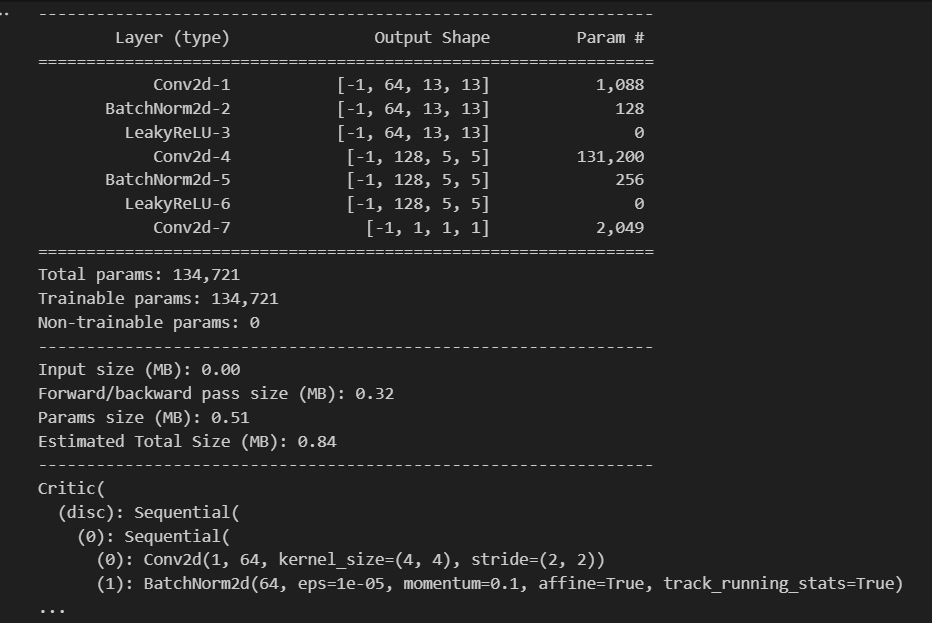 ..
----------------------------------------------------------------
        Layer (type)               Output Shape         Param #
================================================================
            Conv2d-1           [-1, 64, 13, 13]           1,088
       BatchNorm2d-2           [-1, 64, 13, 13]             128
         LeakyReLU-3           [-1, 64, 13, 13]               0
            Conv2d-4            [-1, 128, 5, 5]         131,200
       BatchNorm2d-5            [-1, 128, 5, 5]             256
         LeakyReLU-6            [-1, 128, 5, 5]               0
            Conv2d-7              [-1, 1, 1, 1]           2,049
================================================================
Total params: 134,721
Trainable params: 134,721
Non-trainable params: 0
----------------------------------------------------------------
Input size (MB): 0.00
Forward/backward pass size (MB): 0.32
Params size (MB): 0.51
Estimated Total Size (MB): 0.84
----------------------------------------------------------------
Critic(
  (disc): Sequential(
    (0): Sequential(
      (0): Conv2d(1, 64, kernel_size=(4, 4), stride=(2, 2))
      (1): BatchNorm2d(64, eps=1e-05, momentum=0.1, affine=True, track_running_stats=True)
...